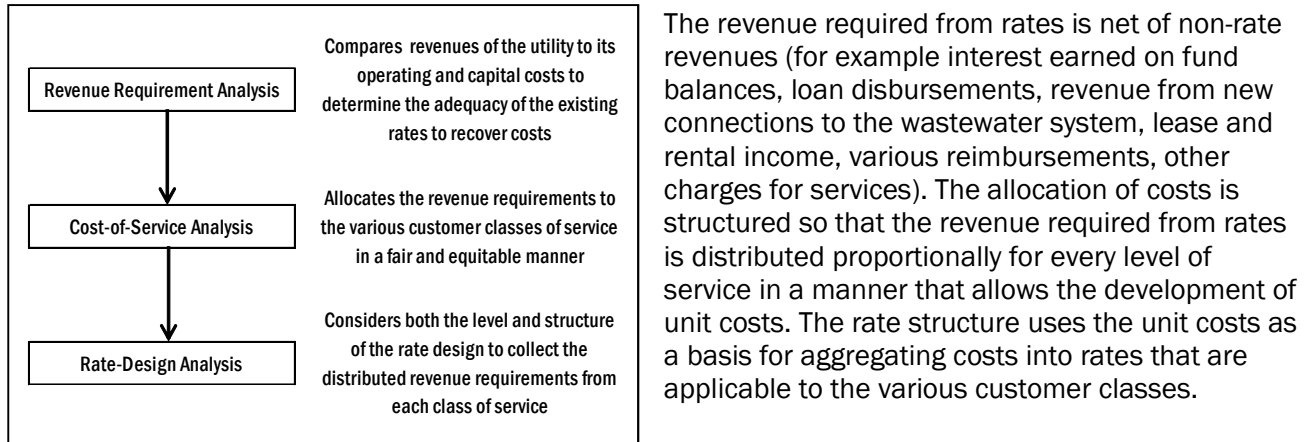 Revenue Requirement Analysis
Compares revenues of the utility to its
operating and capital costs to
determine the adequacy of the existing
rates to recover costs
Cost-of-Service Analysis
Allocates the revenue requirements to
the various customer classes of service
in a fair and equitable manner
Rate-Design Analysis
Considers both the level and structure
of the rate design to collect the
distributed revenue requirements from
each class of service
The revenue required from rates is net of non-rate
revenues (for example interest earned on fund
balances, loan disbursements, revenue from new
connections to the wastewater system, lease and
rental income, various reimbursements, other
charges for services). The allocation of costs is
structured so that the revenue required from rates
is distributed proportionally for every level of
service in a manner that allows the development of
unit costs. The rate structure uses the unit costs as
a basis for aggregating costs into rates that are
applicable to the various customer classes.